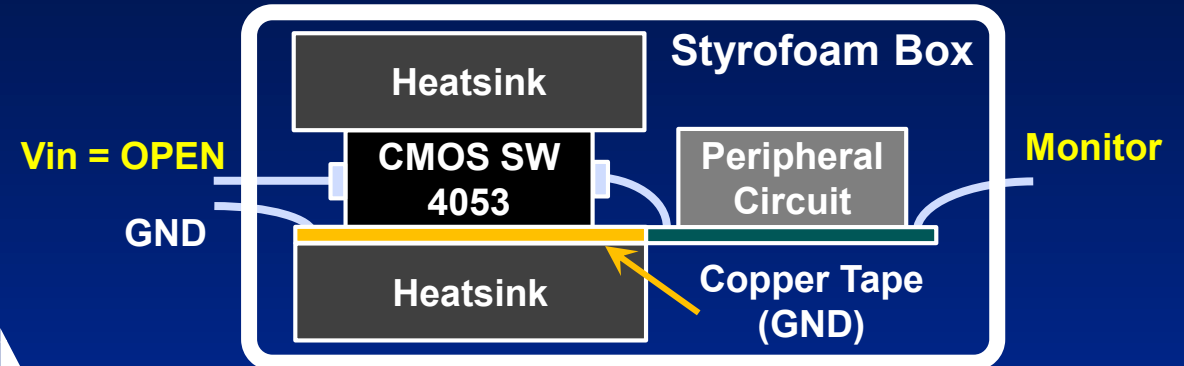 Styrofoam Box
Heatsink
Vin = OPEN
CMOS SW
4053
Peripheral
Circuit
Monitor
GND
Heatsink
Copper Tape
(GND)